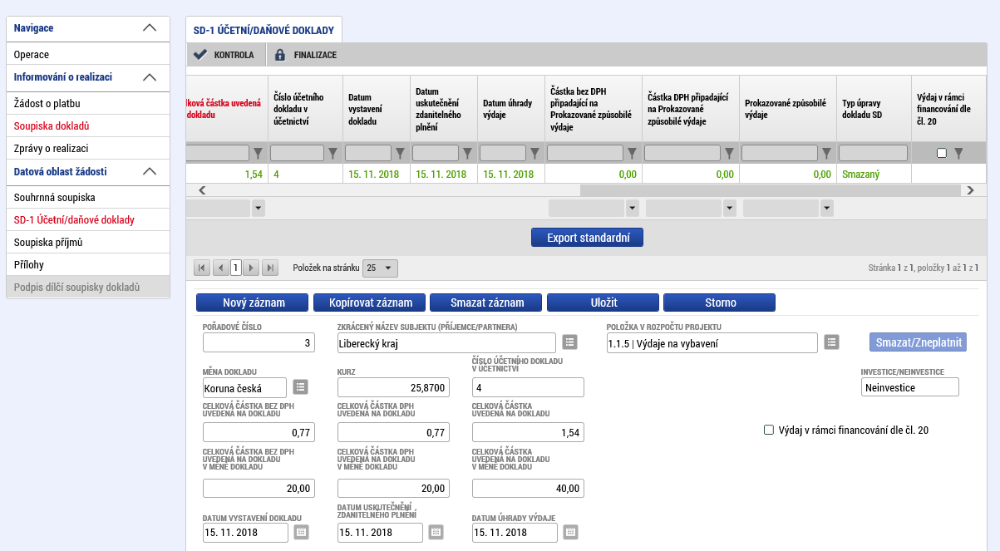 Navigace
Operace
Informování o realizaci
Žádost o platbu
Soupiska dokladů
Zprávy o realizaci
Datová oblast žádosti
Souhrnná soupiska
SD-1 Účetní/daňové doklady
Soupiska příjmů
Přílohy
Podpis dílčí soupisky dokladů
SD-1 ÚČETNÍ/DAŇOVÉ DOKLADY
KONTROLA FINALIZACE
lková částka uvedená
dokladu
Číslo účetního
dokladu v
účetnictví
Datum
vystavení
dokladu
Datum
uskutečnění
zdanitelného
plnění
Datum úhrady
výdaje
Částka bez DPH
připadající na
Prokazované způsobilé
výdaje
Částka DPH připadající
na Prokazované
způsobilé výdaje
Prokazované způsobilé
výdaje
Typ úpravy
dokladu SD
Výdaj v rámci
financování dle
čl. 20
1,54 4 15. 11. 2018 15. 11. 2018 15. 11. 2018 0,00 0,00 0,00 Smazaný
Export standardní
1 Položek na stránku 25 Stránka 1 z 1, položky 1 až 1 z 1
Nový záznam Kopírovat záznam Smazat záznam Uložit Storno
POŘADOVÉ ČÍSLO
3
ZKRÁCENÝ NÁZEV SUBJEKTU (PŘÍJEMCE/PARTNERA)
Liberecký kraj
POLOŽKA V ROZPOČTU PROJEKTU
1.1.5 | Výdaje na vybavení
Smazat/Zneplatnit
MĚNA DOKLADU
Koruna česká
KURZ
25,8700
ČÍSLO ÚČETNÍHO DOKLADU
V ÚČETNICTVÍ
4
INVESTICE/NEINVESTICE
Neinvestice
CELKOVÁ ČÁSTKA BEZ DPH
UVEDENÁ NA DOKLADU
0,77
CELKOVÁ ČÁSTKA DPH
UVEDENÁ NA DOKLADU
0,77
CELKOVÁ ČÁSTKA
UVEDENÁ NA DOKLADU
1,54
Výdaj v rámci financování dle čl. 20
CELKOVÁ ČÁSTKA BEZ DPH
UVEDENÁ NA DOKLADU
V MĚNĚ DOKLADU
20,00
CELKOVÁ ČÁSTKA DPH
UVEDENÁ NA DOKLADU
V MĚNĚ DOKLADU
20,00
CELKOVÁ ČÁSTKA
UVEDENÁ NA DOKLADU
V MĚNĚ DOKLADU
40,00
DATUM VYSTAVENÍ DOKLADU
15. 11. 2018
DATUM USKUTEČNĚNÍ
ZDANITELNÉHO PLNĚNÍ
15. 11. 2018
DATUM ÚHRADY VÝDAJE
15. 11. 2018